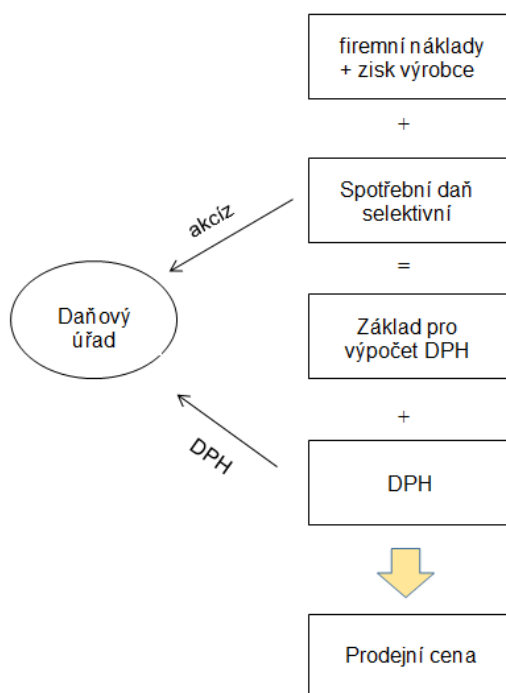 firemní náklady
+ zisk výrobce
+
Spotřební daň
selektivní
akcíz
=
Daňový
úřad
Základ pro
výpočet DPH
+
DPH
DPH
Prodejní cena